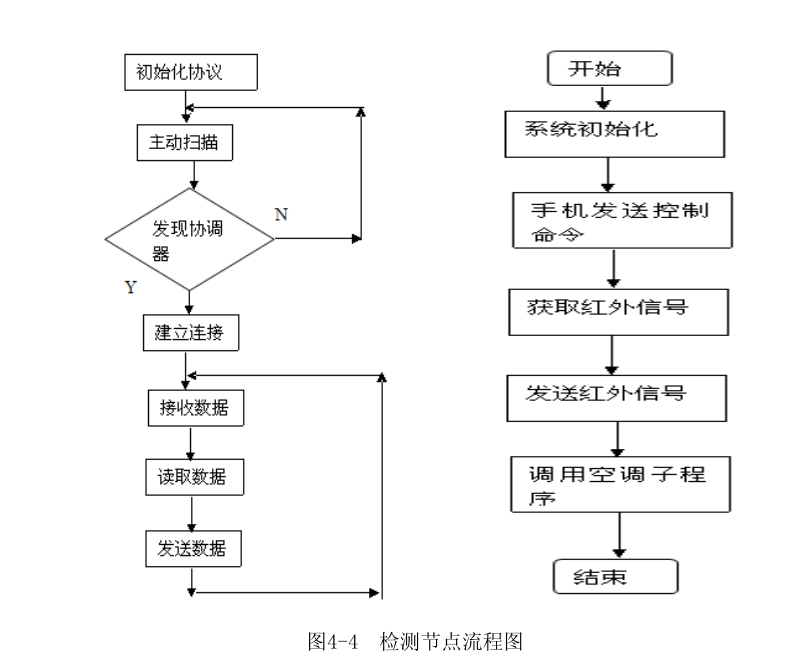 初始化协议
主动扫描
发现协调
器
N
Y
建立连接
接收数据
读取数据
发送数据
开始
系统初始化
手机发送控制
命令
获取红外信号
发送红外信号
调用空调子程
序
结束
图4-4 检测节点流程图